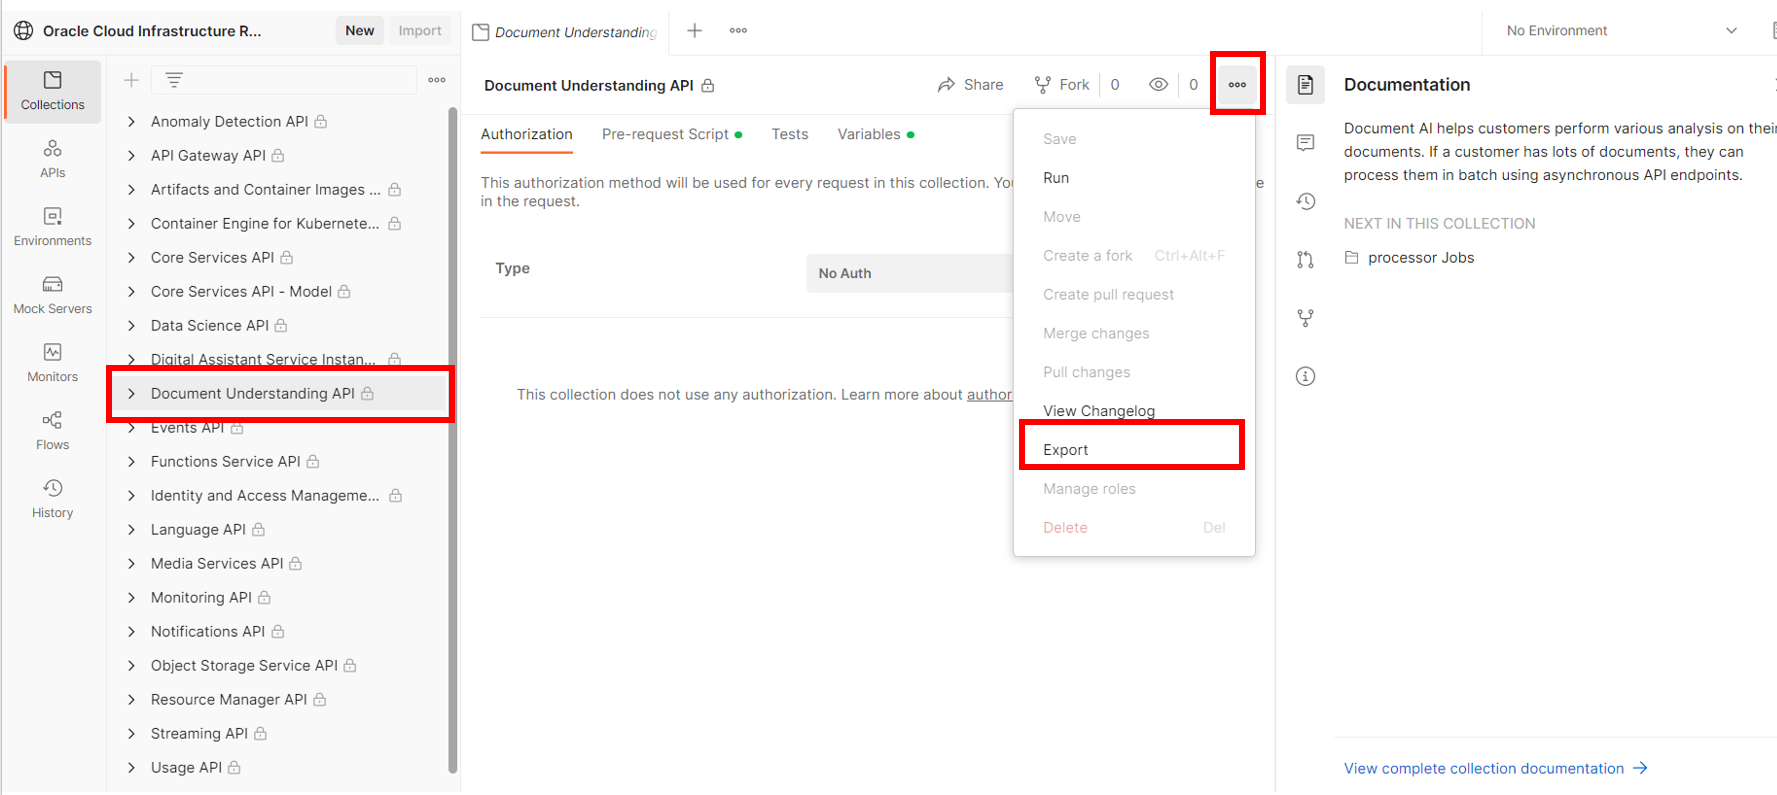 Oracle Cloud Infrastructure R...
New
Import
Document Understanding
No Environment
Collections
APIs
Environments
Mock Servers
Monitors
Flows
History
Anomaly Detection API
API Gateway API
Artifacts and Container Images ...
Container Engine for Kubernete...
Core Services API
Core Services API - Model
Data Science API
Digital Assistant Service Instan...
Document Understanding API
Events API
Functions Service API
Identity and Access Manageme...
Language API
Media Services API
Monitoring API
Notifications API
Object Storage Service API
Resource Manager API
Streaming API
Usage API
Document Understanding API
Share
Fork
0
0
Authorization
Pre-request Script
Tests
Variables
This authorization method will be used for every request in this collection. You
in the request.
Type
No Auth
This collection does not use any authorization. Learn more about author
Save
Run
Move
Create a fork Ctrl+Alt+F
Create pull request
Merge changes
Pull changes
View Changelog
Export
Manage roles
Delete Del
Documentation
Document AI helps customers perform various analysis on their
documents. If a customer has lots of documents, they can
process them in batch using asynchronous API endpoints.
NEXT IN THIS COLLECTION
processor Jobs
View complete collection documentation →